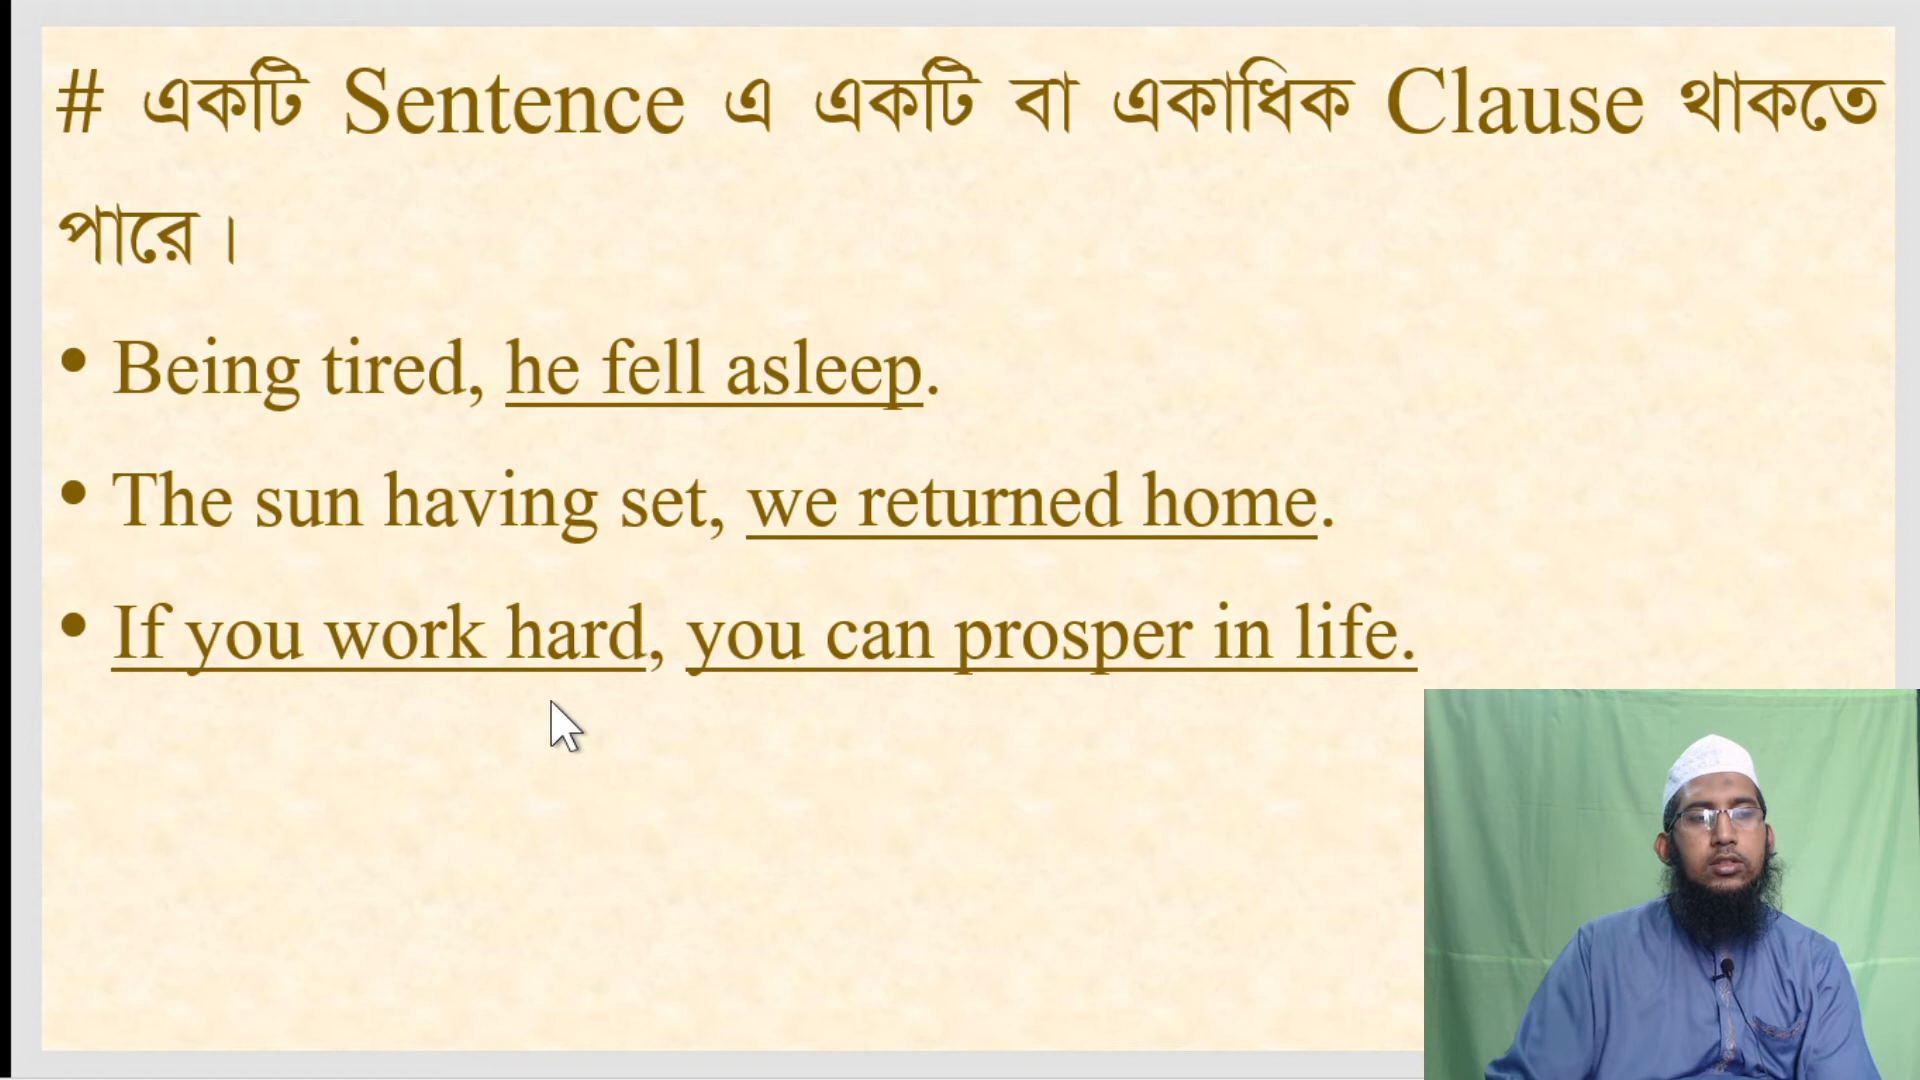 # একটি Sentence এ একটি বা একাধিক Clause থাকতে
পারে।
• Being tired, he fell asleep.
• The sun having set, we returned home.
• If you work hard, you can prosper in life.